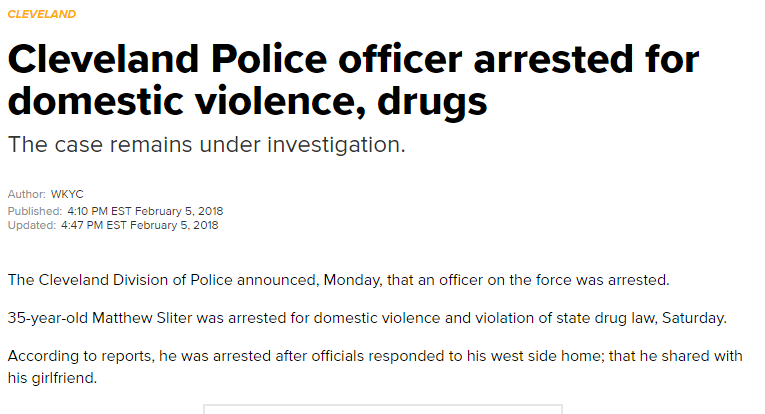 CLEVELAND
Cleveland Police officer arrested for
domestic violence, drugs
The case remains under investigation.
Author: WKYC
Published: 4:10 PM EST February 5, 2018
Updated: 4:47 PM EST February 5, 2018
The Cleveland Division of Police announced, Monday, that an officer on the force was arrested.
35-year-old Matthew Sliter was arrested for domestic violence and violation of state drug law, Saturday.
According to reports, he was arrested after officials responded to his west side home; that he shared with
his girlfriend.